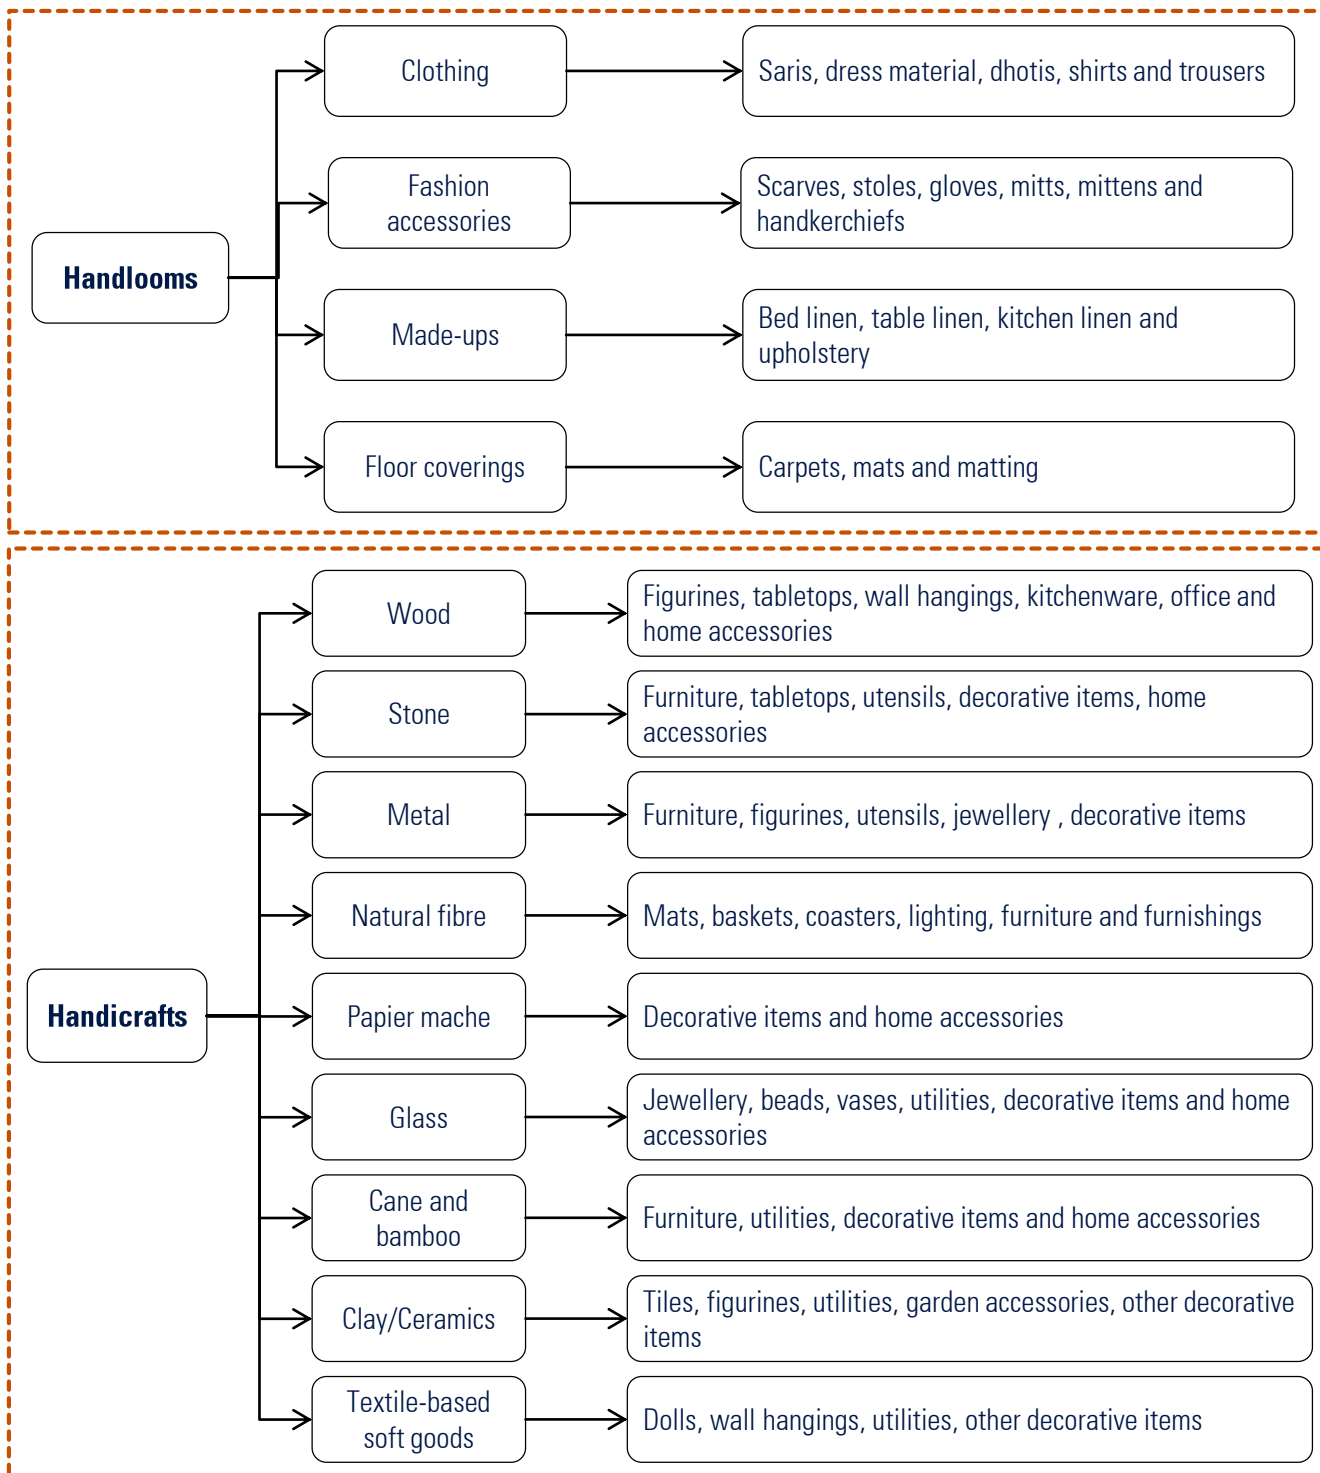 Clothing
Saris, dress material, dhotis, shirts and trousers
Fashion
accessories
Scarves, stoles, gloves, mitts, mittens and
handkerchiefs
Handlooms
Made-ups
Bed linen, table linen, kitchen linen and
upholstery
Floor coverings
Carpets, mats and matting
Wood
Figurines, tabletops, wall hangings, kitchenware, office and
home accessories
Stone
Furniture, tabletops, utensils, decorative items, home
accessories
Metal
Furniture, figurines, utensils, jewellery , decorative items
Natural fibre
Mats, baskets, coasters, lighting, furniture and furnishings
Handicrafts
Papier mache
Decorative items and home accessories
Glass
Jewellery, beads, vases, utilities, decorative items and home
accessories
Cane and
bamboo
Furniture, utilities, decorative items and home accessories
Clay/Ceramics
Tiles, figurines, utilities, garden accessories, other decorative
items
Textile-based
soft goods
Dolls, wall hangings, utilities, other decorative items